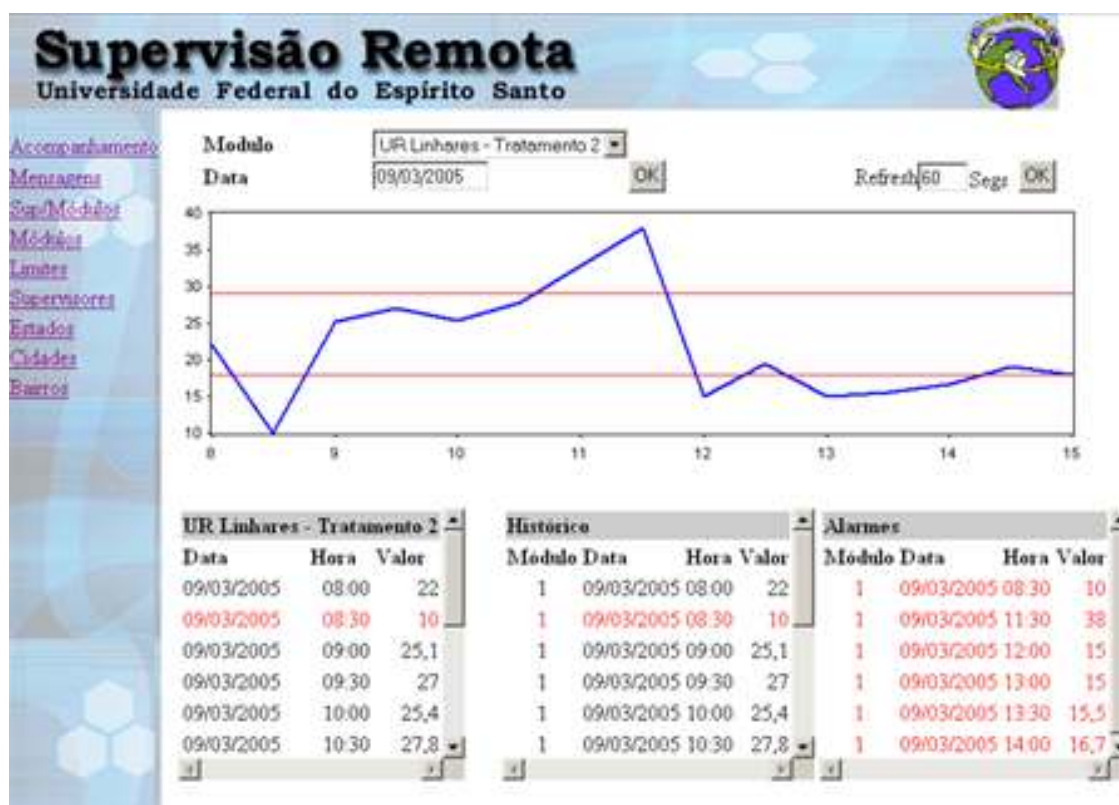 Supervisão Remota
Universidade Federal do Espírito Santo
Acompanhamento
Mensagens
Sup/Módulos
Módulos
Limites
Supervisores
Estados
Cidades
Bairros
Modulo UR Linhares - Tratamento 2
Data 09/03/2005 OK Refresh 60 Segs OK
40
35
30
25
20
15
10
8 9 10 11 12 13 14 15
UR Linhares - Tratamento 2
Data Hora Valor
09/03/2005 08:00 22
09/03/2005 08:30 10
09/03/2005 09:00 25,1
09/03/2005 09:30 27
09/03/2005 10:00 25,4
09/03/2005 10:30 27,8
Histórico
Módulo Data Hora Valor
1 09/03/2005 08:00 22
1 09/03/2005 08:30 10
1 09/03/2005 09:00 25,1
1 09/03/2005 09:30 27
1 09/03/2005 10:00 25,4
1 09/03/2005 10:30 27,8
Alarmes
Módulo Data Hora Valor
1 09/03/2005 08:30 10
1 09/03/2005 11:30 38
1 09/03/2005 12:00 15
1 09/03/2005 13:00 15
1 09/03/2005 13:30 15,5
1 09/03/2005 14:00 16,7